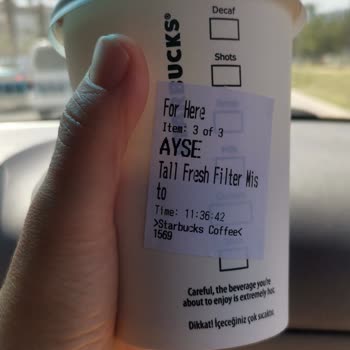 Decaf
Shots
BUCKS®
For Here
Item: 3 of 3
AYSE
Tall Fresh Filter Mis
to
Time: 11:36:42
>Starbucks Coffee<
1569
Careful, the beverage you're
about to enjoy is extremely hot.
Dikkat! İçeceğiniz çok sıcaktır.